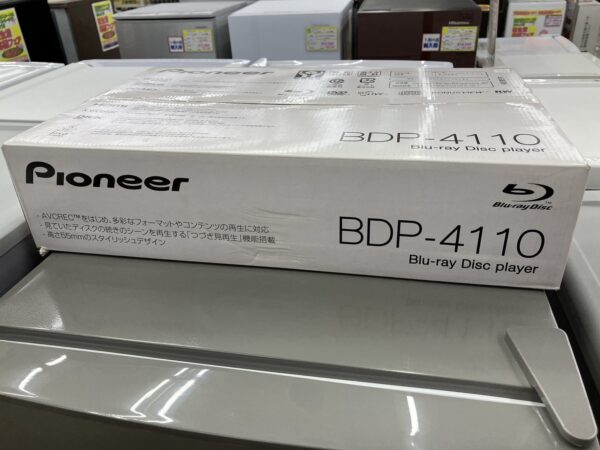 Pioneer
BDP-4110
Blu-ray Disc player
Pioneer
Blu-ray Disc
- AVCREC™をはじめ、多彩なフォーマットやコンテンツの再生に対応
- 見ていたディスクの続きのシーンを再生する「つづき見再生」機能搭載
- 高さ55mmのスタイリッシュデザイン
BDP-4110
Blu-ray Disc player
Hisense